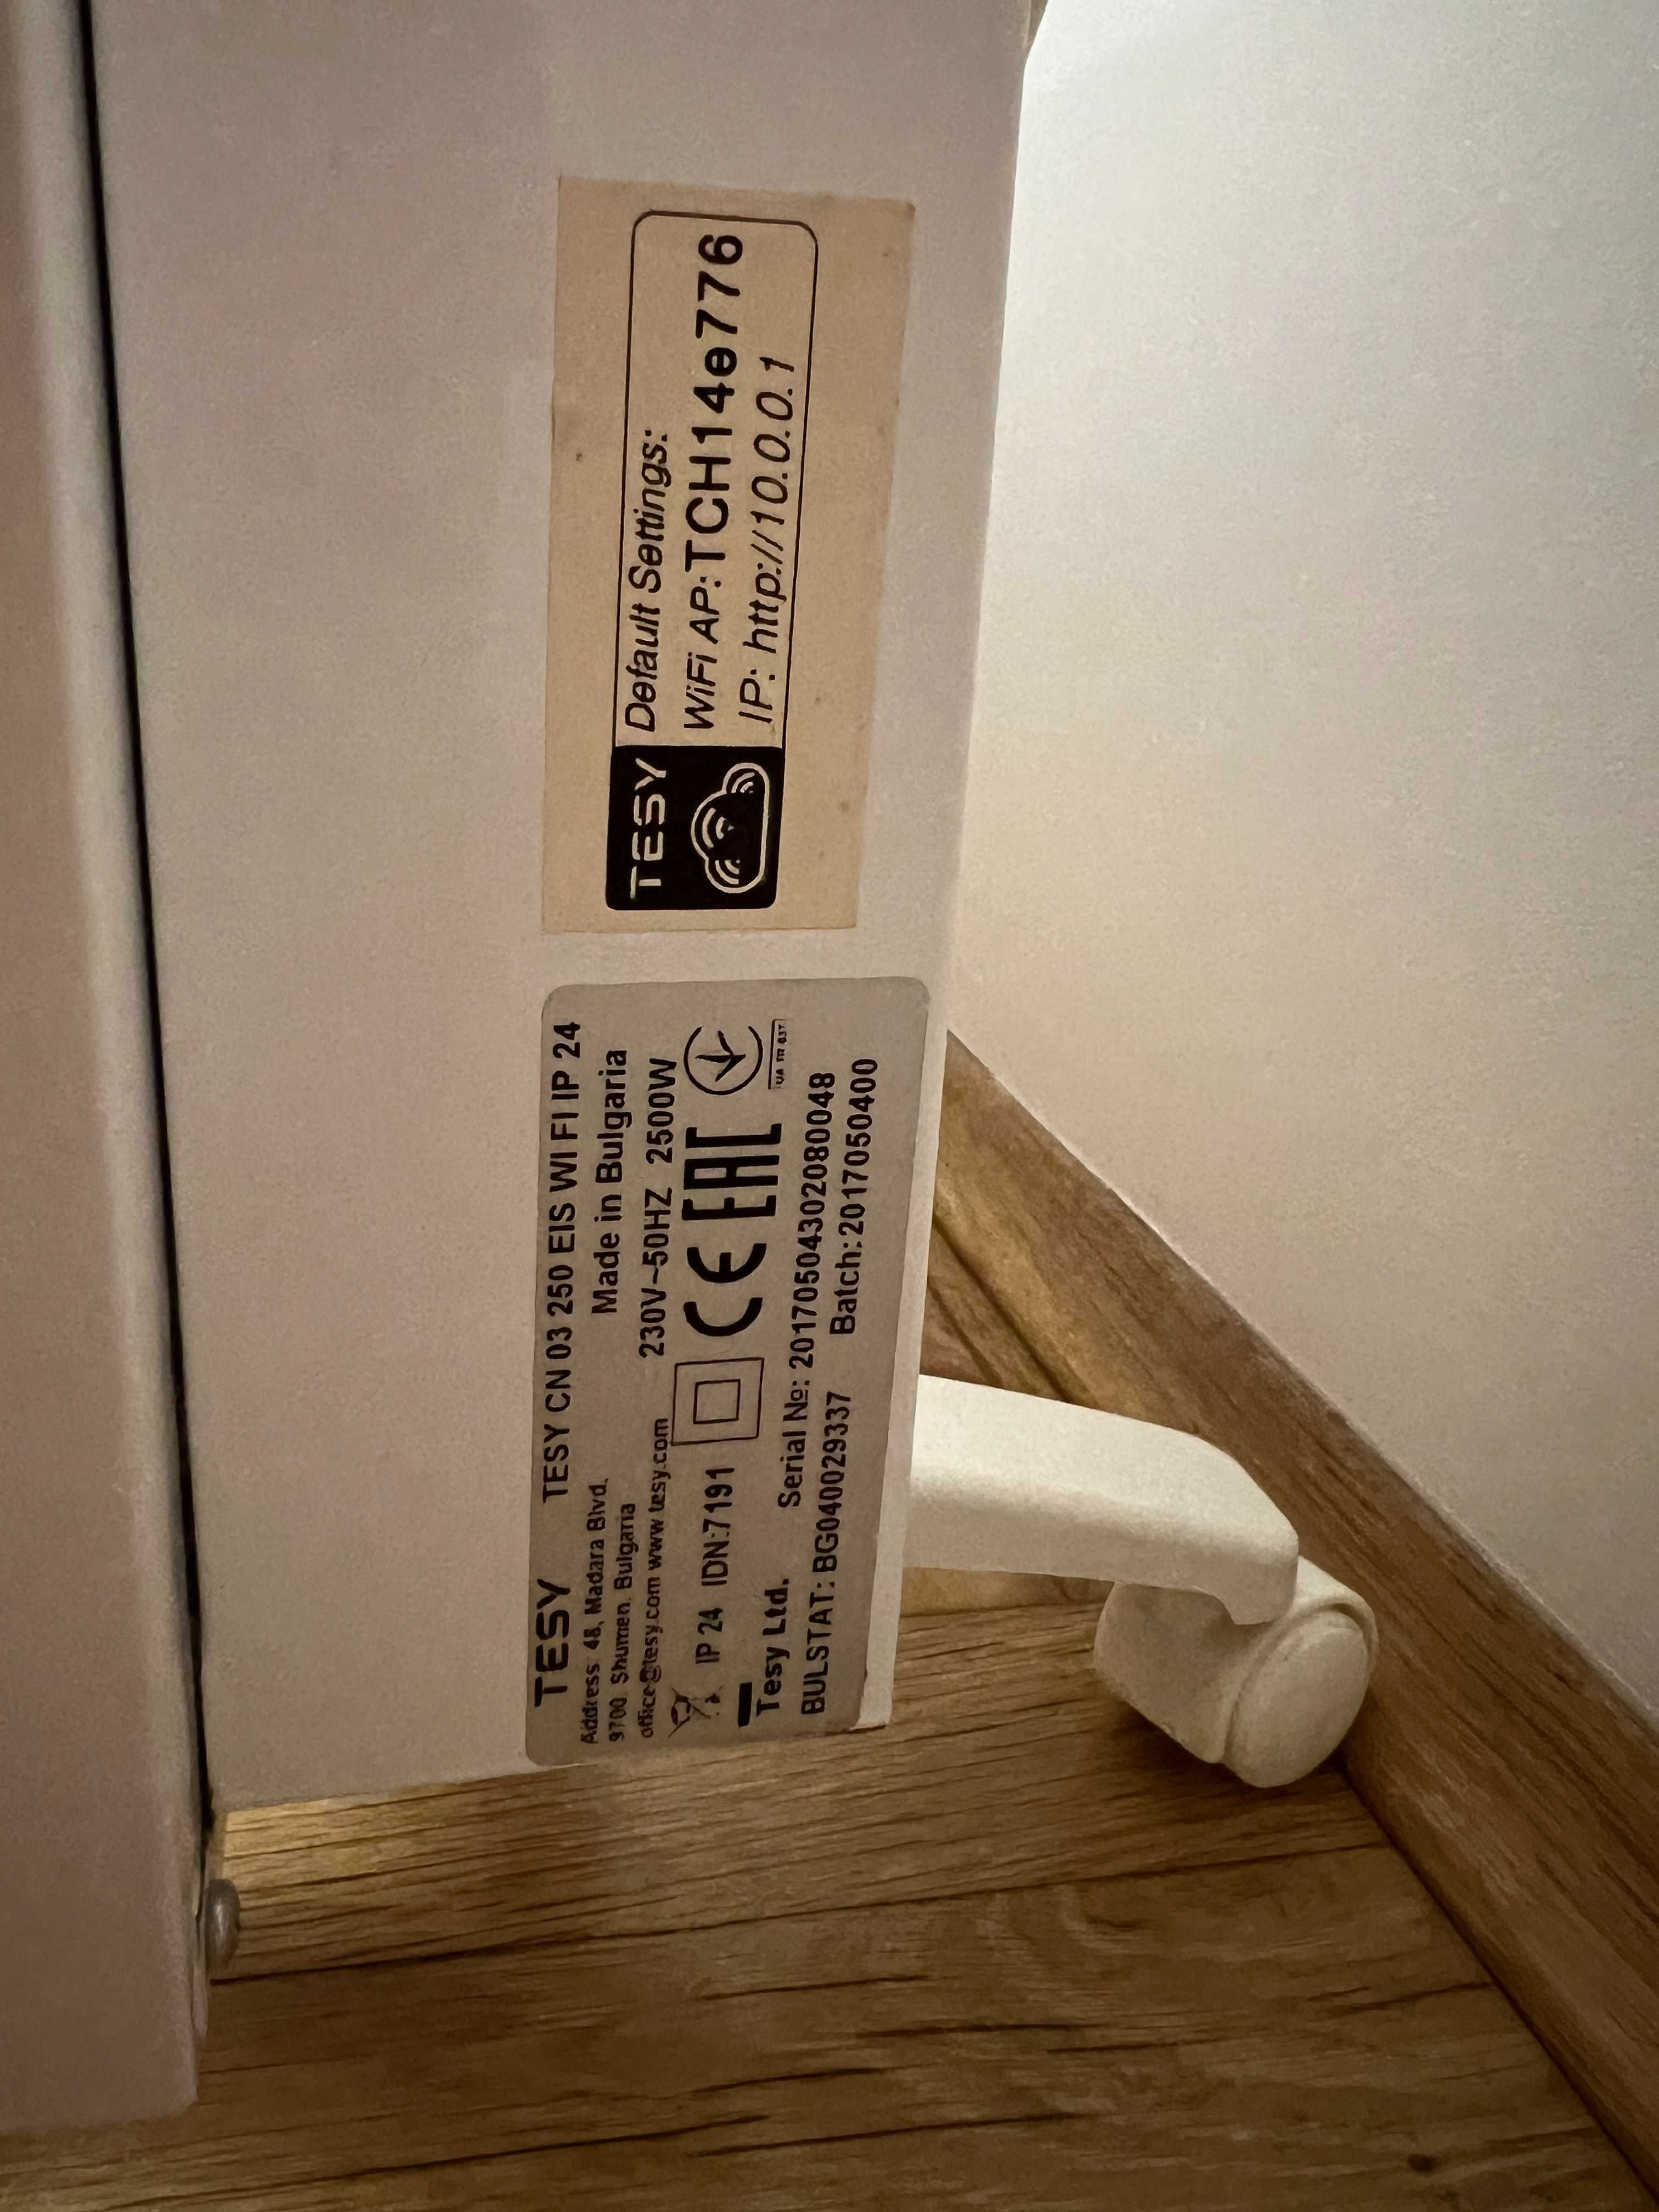 TESY
Default Settings:
WiFi AP:TCH14e776
IP: http://10.0.0.1
TESY TESY CN 03 250 EIS WI FI IP 24
Address: 48, Madara Blvd. Made in Bulgaria
9700 Shumen, Bulgaria
office@tesy.com www.tesy.com 230V~50HZ 2500W
IP 24 IDN:7191 CE EAC
UA TR
Tesy Ltd. Serial №: 20170504302080048
BULSTAT: BG040029337 Batch:2017050400